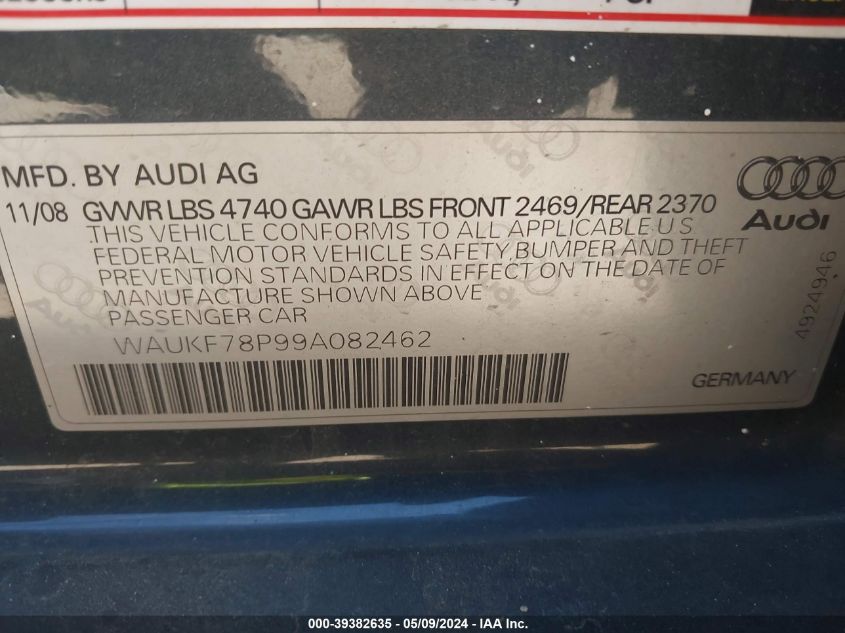 MFD. BY AUDI AG
11/08 GVWR LBS 4740 GAWR LBS FRONT 2469/REAR 2370
THIS VEHICLE CONFORMS TO ALL APPLICABLE U.S
FEDERAL MOTOR VEHICLE SAFETY,BUMPER AND THEFT
PREVENTION STANDARDS IN EFFECT ON THE DATE OF
MANUFACTURE SHOWN ABOVE
PASSENGER CAR
WAUKF78P99A082462
Audi
4924946
GERMANY
000-39382635 - 05/09/2024 - IAA Inc.